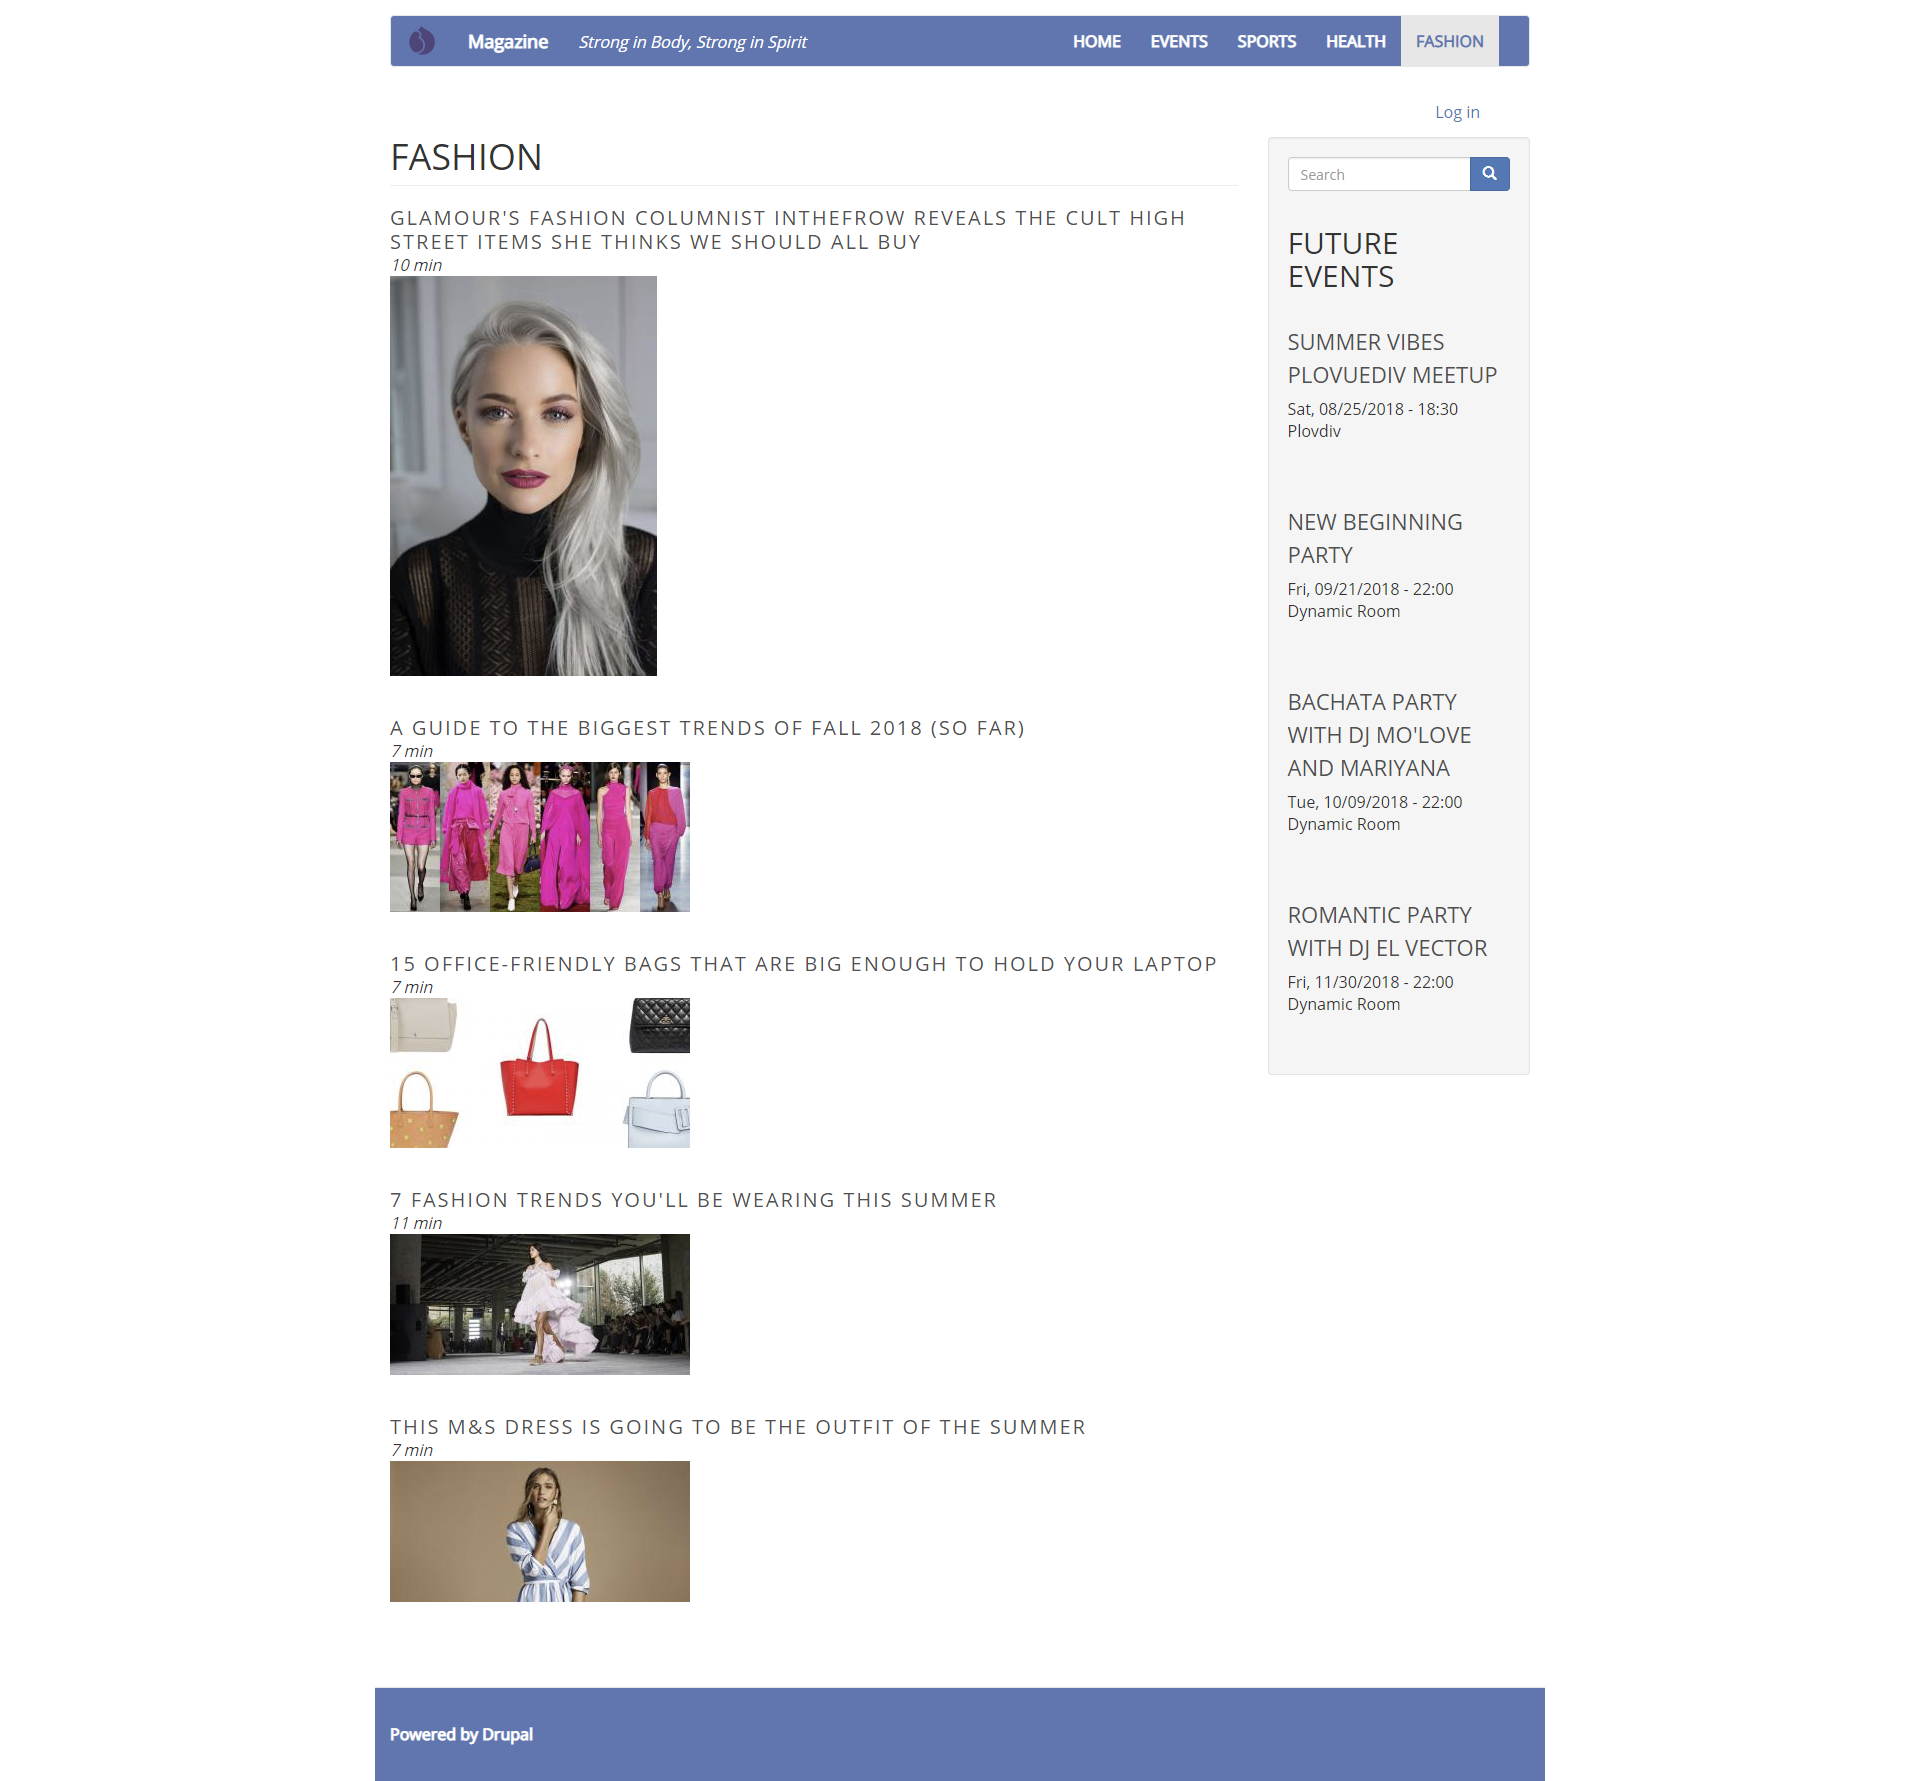 Magazine
Strong in Body, Strong in Spirit
HOME
EVENTS
SPORTS
HEALTH
FASHION
Log in
FASHION
GLAMOUR'S FASHION COLUMNIST INTHEFROW REVEALS THE CULT HIGH
STREET ITEMS SHE THINKS WE SHOULD ALL BUY
10 min
A GUIDE TO THE BIGGEST TRENDS OF FALL 2018 (SO FAR)
7 min
15 OFFICE-FRIENDLY BAGS THAT ARE BIG ENOUGH TO HOLD YOUR LAPTOP
7 min
7 FASHION TRENDS YOU'LL BE WEARING THIS SUMMER
11 min
THIS M&S DRESS IS GOING TO BE THE OUTFIT OF THE SUMMER
7 min
Search
FUTURE
EVENTS
SUMMER VIBES
PLOVUEDIV MEETUP
Sat, 08/25/2018 - 18:30
Plovdiv
NEW BEGINNING
PARTY
Fri, 09/21/2018 - 22:00
Dynamic Room
BACHATA PARTY
WITH DJ MO'LOVE
AND MARIYANA
Tue, 10/09/2018 - 22:00
Dynamic Room
ROMANTIC PARTY
WITH DJ EL VECTOR
Fri, 11/30/2018 - 22:00
Dynamic Room
Powered by Drupal